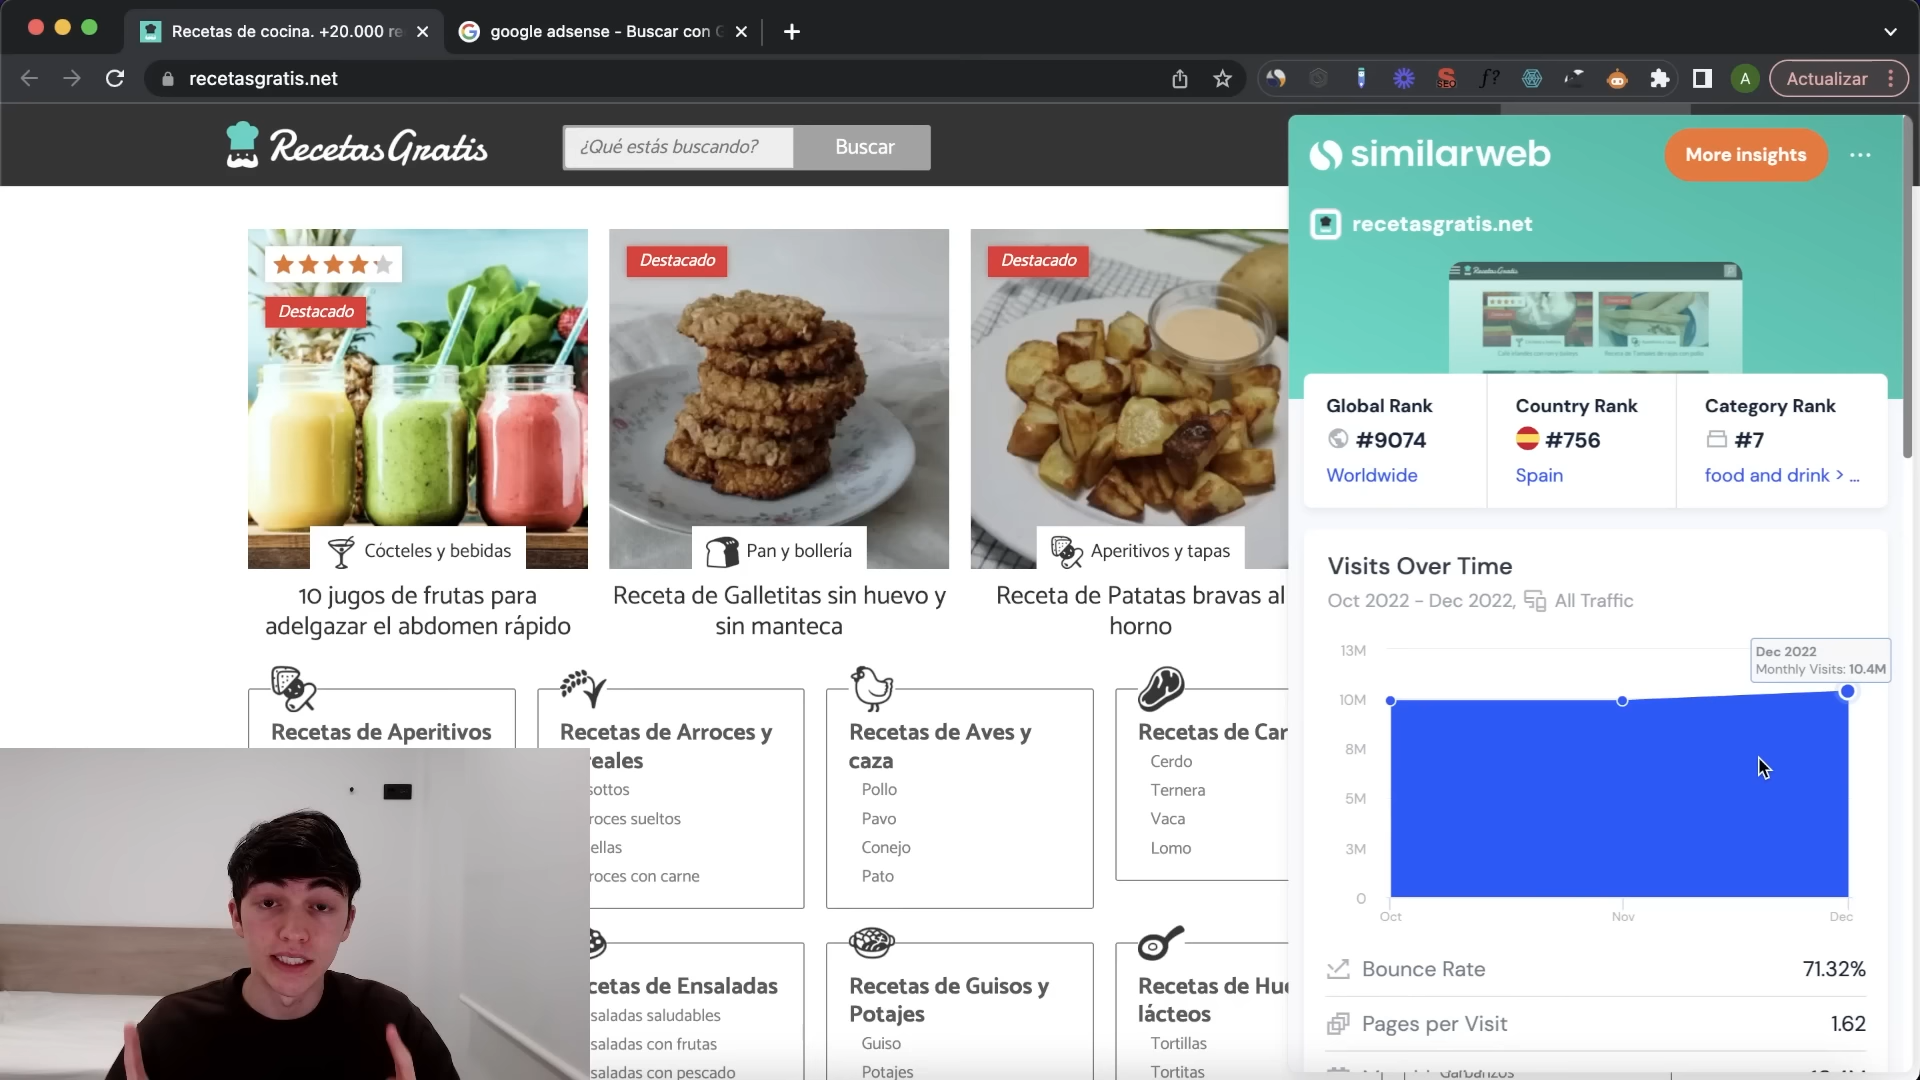 Recetas de cocina. +20.000 re
google adsense - Buscar con G
recetasgratis.net
SEO
f?
A
Actualizar
RecetasGratis
¿Qué estás buscando?
Buscar
Destacado
Cócteles y bebidas
10 jugos de frutas para
adelgazar el abdomen rápido
Destacado
Pan y bollería
Receta de Galletitas sin huevo y
sin manteca
Destacado
Aperitivos y tapas
Receta de Patatas bravas al
horno
Recetas de Aperitivos
Recetas de Arroces y
reales
sottos
roces sueltos
ellas
roces con carne
Recetas de Aves y
caza
Pollo
Pavo
Conejo
Pato
Recetas de Car
Cerdo
Ternera
Vaca
Lomo
cetas de Ensaladas
saladas saludables
saladas con frutas
saladas con pescado
Recetas de Guisos y
Potajes
Guiso
Potajes
Recetas de Hue
lácteos
Tortillas
Tortitas
similarweb
More insights
recetasgratis.net
RecetasGratis
Global Rank
#9074
Worldwide
Country Rank
#756
Spain
Category Rank
#7
food and drink > ...
Visits Over Time
Oct 2022 - Dec 2022, All Traffic
Dec 2022
Monthly Visits: 10.4M
13M
10M
8M
5M
3M
0
Oct
Nov
Dec
Bounce Rate
71.32%
Pages per Visit
1.62
Garbanzos